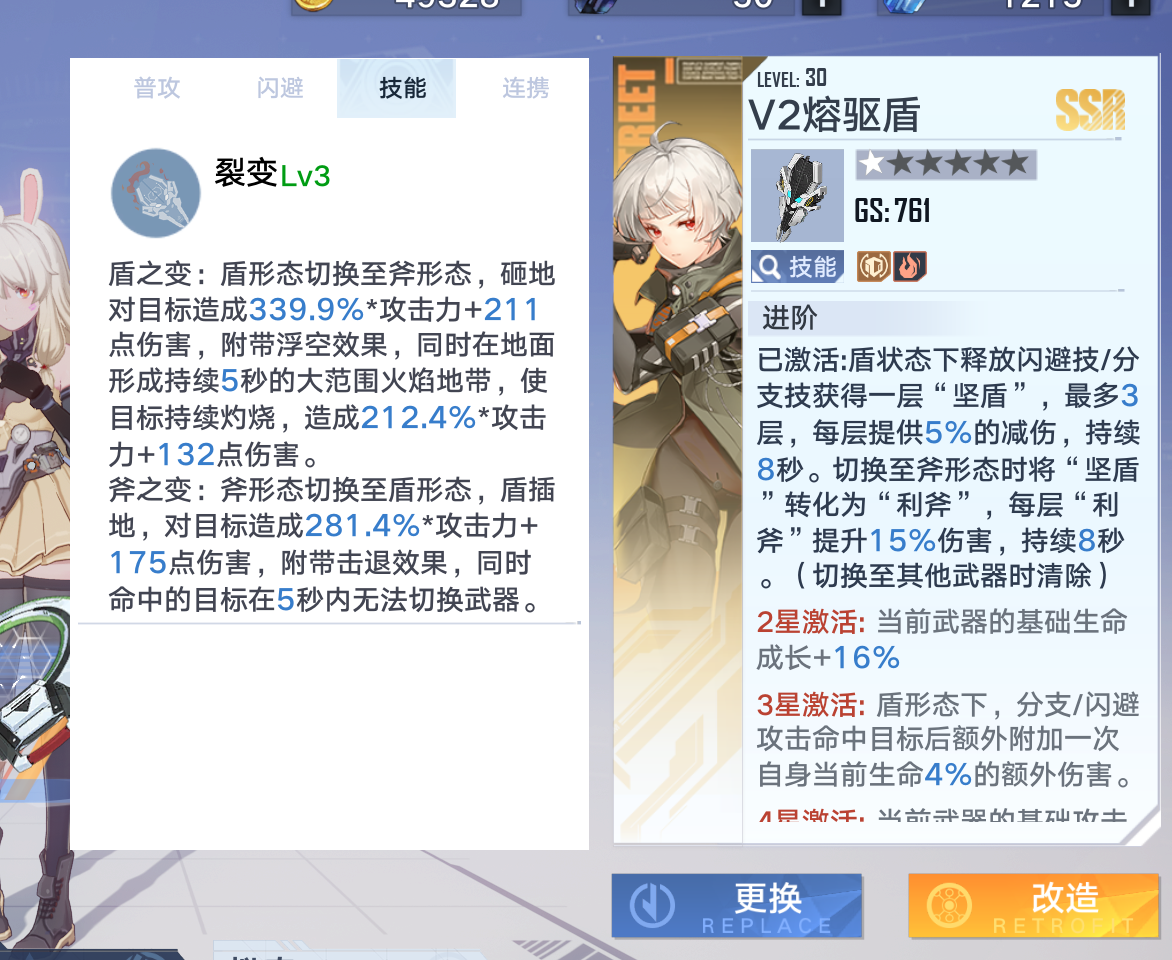 普攻 闪避 技能 连携
裂变Lv3
盾之变：盾形态切换至斧形态，砸地
对目标造成339.9%*攻击力+211
点伤害，附带浮空效果，同时在地面
形成持续5秒的大范围火焰地带，使
目标持续灼烧，造成212.4%*攻击
力+132点伤害。
斧之变：斧形态切换至盾形态，盾插
地，对目标造成281.4%*攻击力+
175点伤害，附带击退效果，同时
命中的目标在5秒内无法切换武器。
LEVEL: 30
V2熔驱盾
SSR
GS: 761
技能
进阶
已激活:盾状态下释放闪避技/分
支技获得一层“坚盾”，最多3
层，每层提供5%的减伤，持续
8秒。切换至斧形态时将“坚盾
”转化为“利斧”，每层“利
斧”提升15%伤害，持续8秒
。（切换至其他武器时清除）
2星激活: 当前武器的基础生命
成长+16%
3星激活: 盾形态下，分支/闪避
攻击命中目标后额外附加一次
自身当前生命4%的额外伤害。
4星激活: 当前武器的基础攻击
更换
REPLACE
改造
RETROFIT